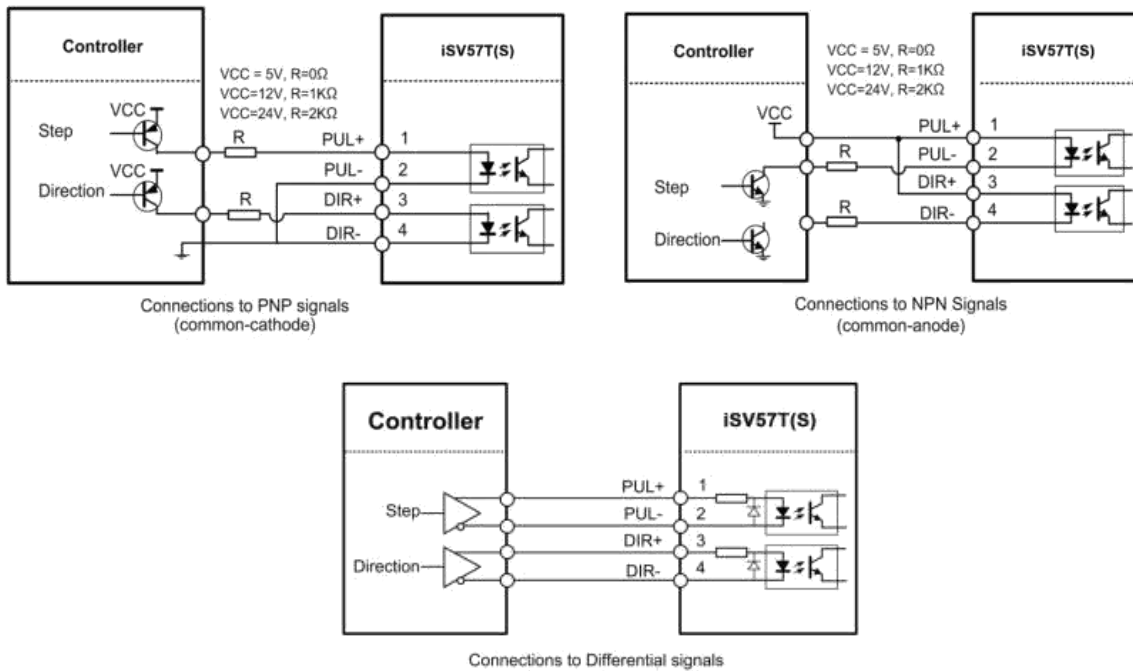 Controller
iSV57T(S)
VCC = 5V, R=0Ω
VCC=12V, R=1KΩ
VCC=24V, R=2KΩ
VCC
Step
R
PUL+
1
VCC
PUL-
2
Direction
R
DIR+
3
DIR-
4
Connections to PNP signals
(common-cathode)
Controller
iSV57T(S)
VCC = 5V, R=0Ω
VCC=12V, R=1KΩ
VCC=24V, R=2KΩ
VCC
PUL+
1
R
PUL-
2
Step
DIR+
3
R
DIR-
4
Direction
Connections to NPN Signals
(common-anode)
Controller
iSV57T(S)
PUL+
1
Step
PUL-
2
DIR+
3
Direction
DIR-
4
Connections to Differential signals